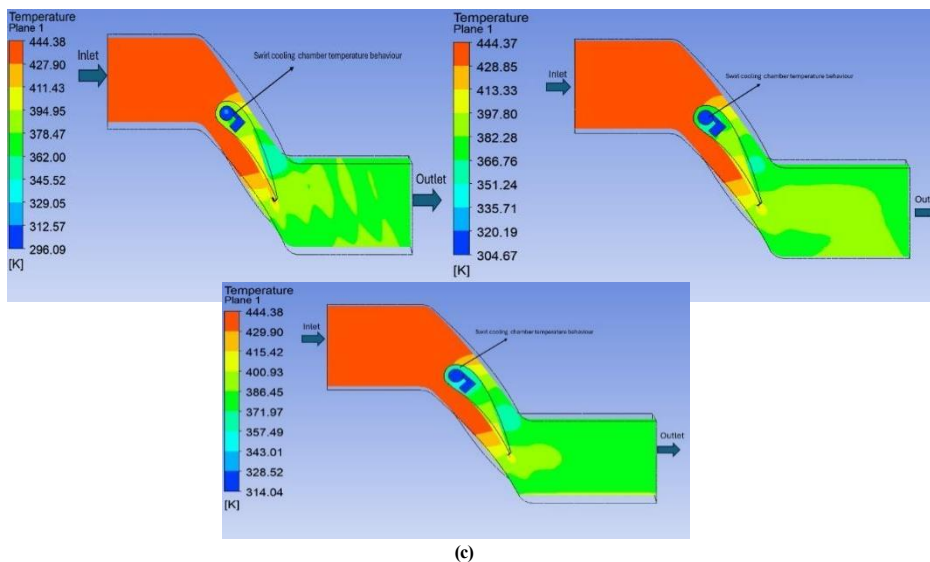 Temperature
Plane 1
444.38
427.90
411.43
394.95
378.47
362.00
345.52
329.05
312.57
296.09
[K]
Inlet
Swirl cooling chamber temperature behaviour
Outlet
Temperature
Plane 1
444.37
428.85
413.33
397.80
382.28
366.76
351.24
335.71
320.19
304.67
[K]
Inlet
Swirl cooling chamber temperature behaviour
Outl
Temperature
Plane 1
444.38
429.90
415.42
400.93
386.45
371.97
357.49
343.01
328.52
314.04
[K]
Inlet
Swirl cooling chamber temperature behaviour
Outlet
(c)